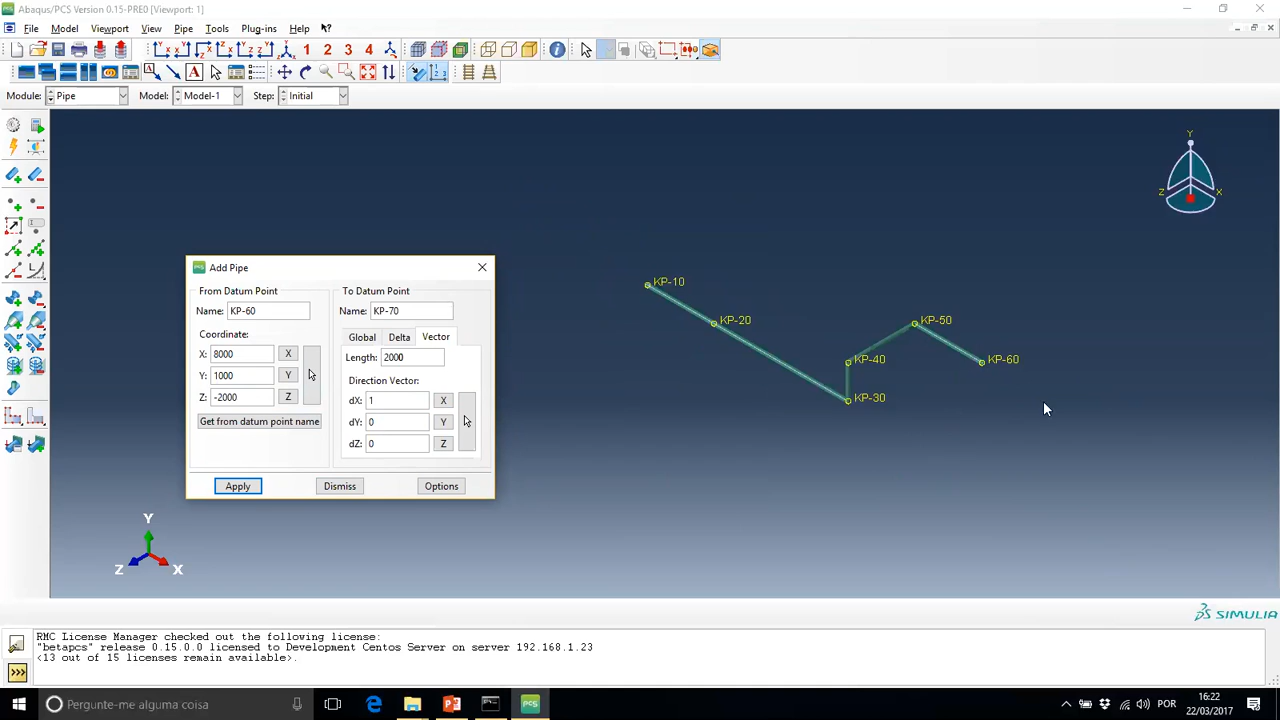 Abaqus/PCS Version 0.15-PRE0 [Viewport: 1]
File Model Viewport View Pipe Tools Plug-ins Help
1 2 3 4
A
Module: Pipe Model: Model-1 Step: Initial
Y
Z X
KP-10
KP-20
KP-30
KP-40
KP-50
KP-60
Add Pipe
From Datum Point
Name: KP-60
Coordinate:
X: 8000 X
Y: 1000 Y
Z: -2000 Z
Get from datum point name
To Datum Point
Name: KP-70
Global Delta Vector
Length: 2000
Direction Vector:
dX: 1 X
dY: 0 Y
dZ: 0 Z
Apply Dismiss Options
Y
Z X
SIMULIA
RMC License Manager checked out the following license:
"betapcs" release 0.15.0.0 licensed to Development Centos Server on server 192.168.1.23
<13 out of 15 licenses remain available>.
>>>
Pergunte-me alguma coisa
PCS
POR
16:22
22/03/2017